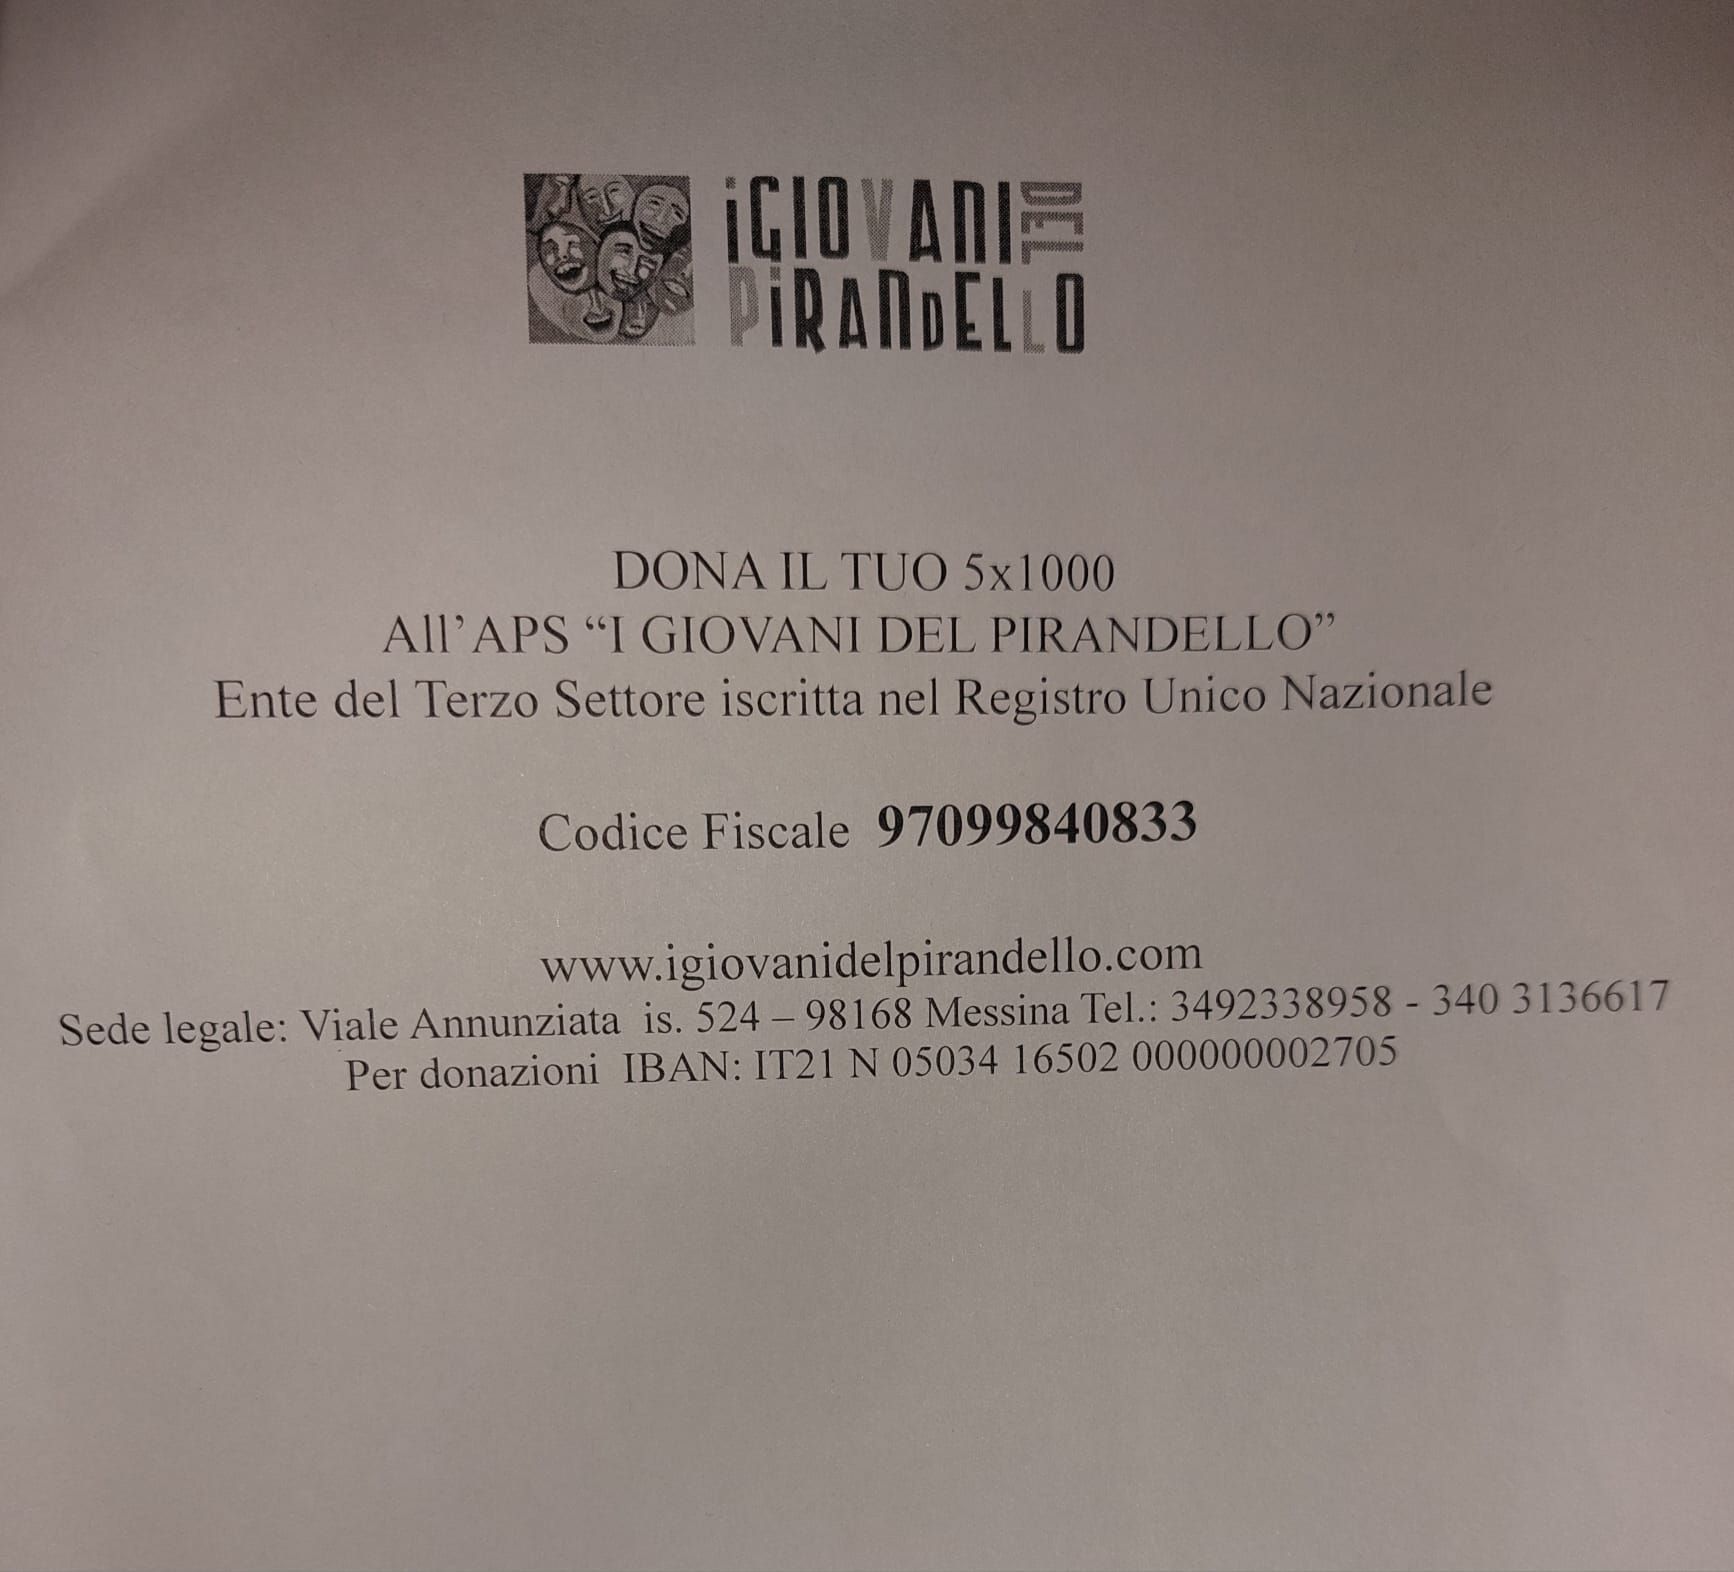 iGIOVANI DEL
PiRANDELLO
DONA IL TUO 5x1000
All’APS “I GIOVANI DEL PIRANDELLO”
Ente del Terzo Settore iscritta nel Registro Unico Nazionale
Codice Fiscale 97099840833
www.igiovanidelpirandello.com
Sede legale: Viale Annunziata is. 524 – 98168 Messina Tel.: 3492338958 - 340 3136617
Per donazioni IBAN: IT21 N 05034 16502 000000002705